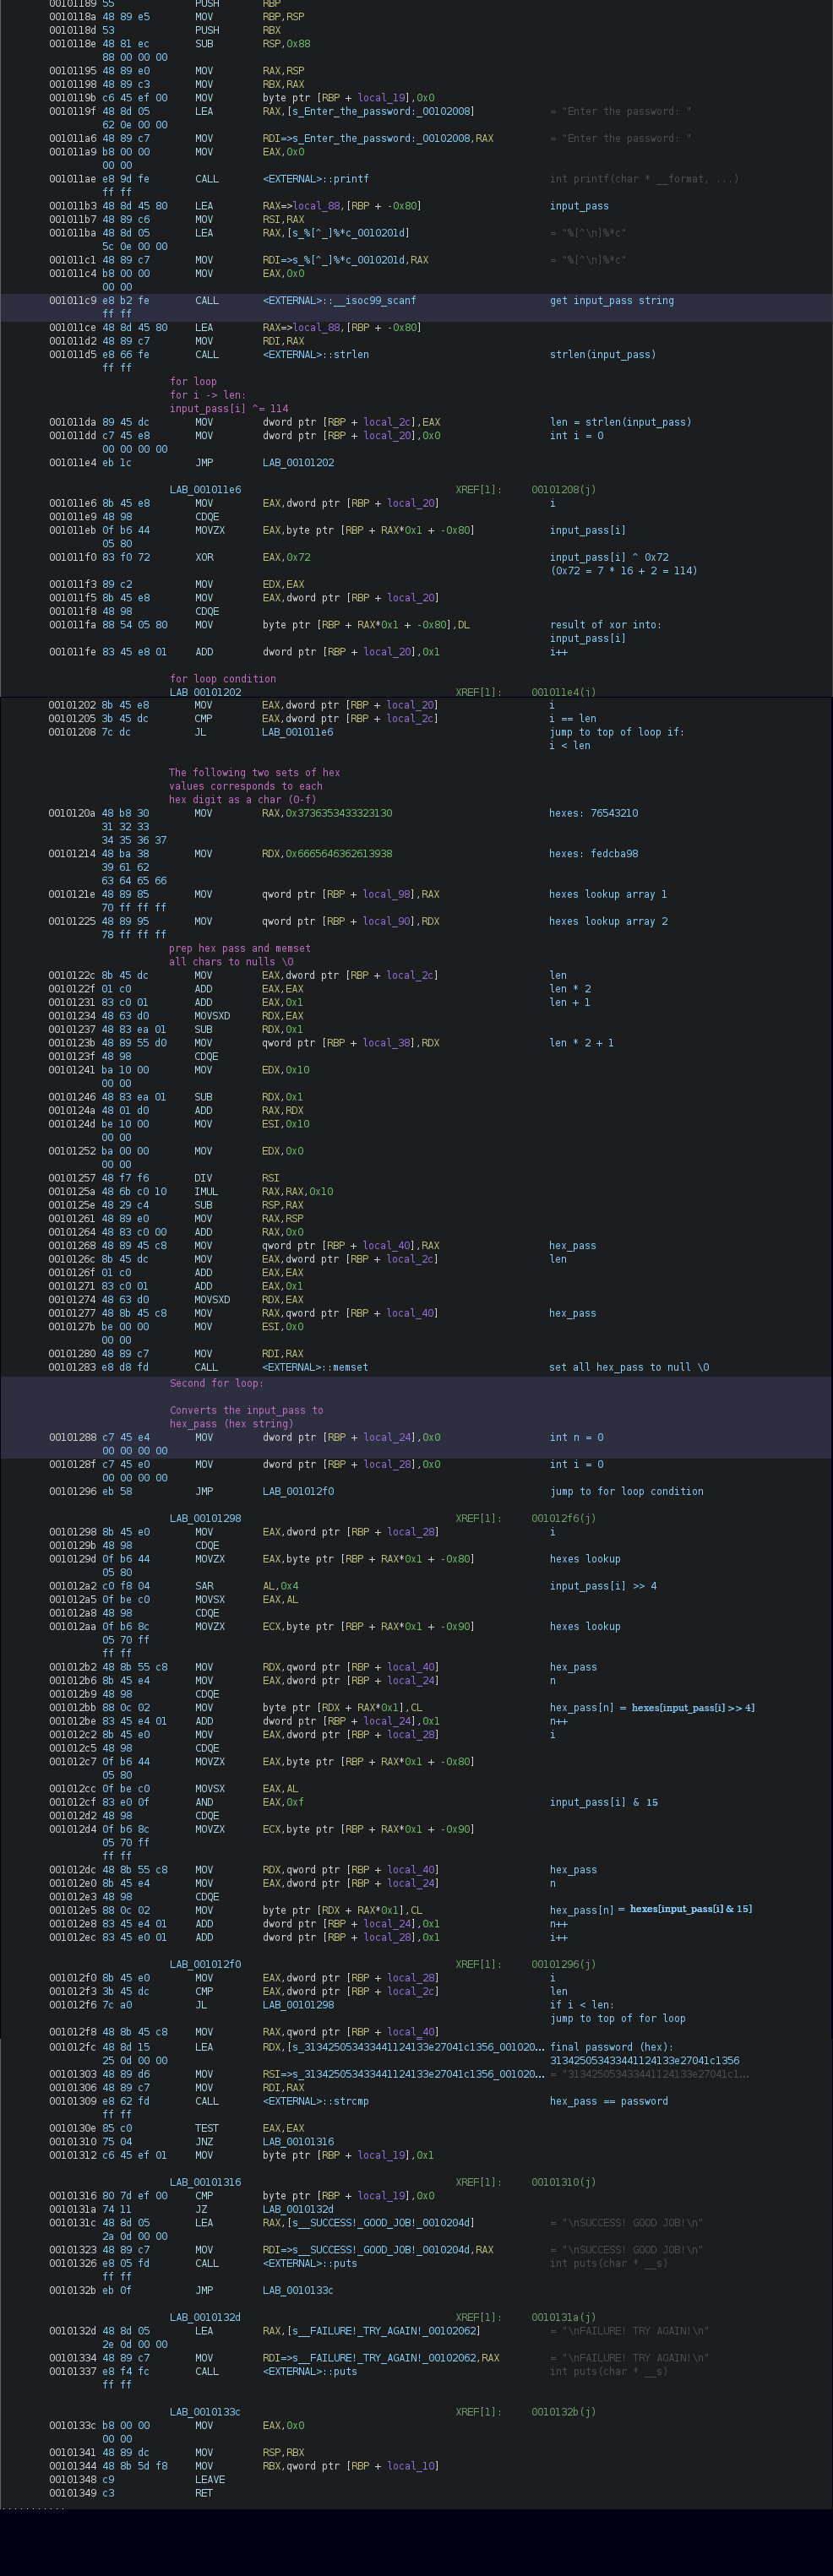 00101189 55 PUSH RBP
0010118a 48 89 e5 MOV RBP,RSP
0010118d 53 PUSH RBX
0010118e 48 81 ec SUB RSP,0x88
88 00 00 00
00101195 48 89 e0 MOV RAX,RSP
00101198 48 89 c3 MOV RBX,RAX
0010119b c6 45 ef 00 MOV byte ptr [RBP + local_19],0x0
0010119f 48 8d 05 LEA RAX,[s_Enter_the_password:_00102008] = "Enter the password: "
62 0e 00 00
001011a6 48 89 c7 MOV RDI=>s_Enter_the_password:_00102008,RAX = "Enter the password: "
001011a9 b8 00 00 MOV EAX,0x0
00 00
001011ae e8 9d fe CALL <EXTERNAL>::printf int printf(char * __format, ...)
ff ff
001011b3 48 8d 45 80 LEA RAX=>local_88,[RBP + -0x80] input_pass
001011b7 48 89 c6 MOV RSI,RAX
001011ba 48 8d 05 LEA RAX,[s_%[^_]%*c_0010201d] = "%[^\n]%*c"
5c 0e 00 00
001011c1 48 89 c7 MOV RDI=>s_%[^_]%*c_0010201d,RAX = "%[^\n]%*c"
001011c4 b8 00 00 MOV EAX,0x0
00 00
001011c9 e8 b2 fe CALL <EXTERNAL>::__isoc99_scanf get input_pass string
ff ff
001011ce 48 8d 45 80 LEA RAX=>local_88,[RBP + -0x80]
001011d2 48 89 c7 MOV RDI,RAX
001011d5 e8 66 fe CALL <EXTERNAL>::strlen strlen(input_pass)
ff ff
for loop
for i -> len:
input_pass[i] ^= 114
001011da 89 45 dc MOV dword ptr [RBP + local_2c],EAX len = strlen(input_pass)
001011dd c7 45 e8 MOV dword ptr [RBP + local_20],0x0 int i = 0
00 00 00 00
001011e4 eb 1c JMP LAB_00101202
LAB_001011e6 XREF[1]: 00101208(j)
001011e6 8b 45 e8 MOV EAX,dword ptr [RBP + local_20] i
001011e9 48 98 CDQE
001011eb 0f b6 44 MOVZX EAX,byte ptr [RBP + RAX*0x1 + -0x80] input_pass[i]
05 80
001011f0 83 f0 72 XOR EAX,0x72 input_pass[i] ^ 0x72
(0x72 = 7 * 16 + 2 = 114)
001011f3 89 c2 MOV EDX,EAX
001011f5 8b 45 e8 MOV EAX,dword ptr [RBP + local_20]
001011f8 48 98 CDQE
001011fa 88 54 05 80 MOV byte ptr [RBP + RAX*0x1 + -0x80],DL result of xor into:
input_pass[i]
001011fe 83 45 e8 01 ADD dword ptr [RBP + local_20],0x1 i++
for loop condition
LAB_00101202 XREF[1]: 001011e4(j)
00101202 8b 45 e8 MOV EAX,dword ptr [RBP + local_20] i
00101205 3b 45 dc CMP EAX,dword ptr [RBP + local_2c] i == len
00101208 7c dc JL LAB_001011e6 jump to top of loop if:
i < len
The following two sets of hex
values corresponds to each
hex digit as a char (0-f)
0010120a 48 b8 30 MOV RAX,0x3736353433323130 hexes: 76543210
31 32 33
34 35 36 37
00101214 48 ba 38 MOV RDX,0x6665646362613938 hexes: fedcba98
39 61 62
63 64 65 66
0010121e 48 89 85 MOV qword ptr [RBP + local_98],RAX hexes lookup array 1
70 ff ff ff
00101225 48 89 95 MOV qword ptr [RBP + local_90],RDX hexes lookup array 2
78 ff ff ff
prep hex pass and memset
all chars to nulls \0
0010122c 8b 45 dc MOV EAX,dword ptr [RBP + local_2c] len
0010122f 01 c0 ADD EAX,EAX len * 2
00101231 83 c0 01 ADD EAX,0x1 len + 1
00101234 48 63 d0 MOVSXD RDX,EAX
00101237 48 83 ea 01 SUB RDX,0x1
0010123b 48 89 55 d0 MOV qword ptr [RBP + local_38],RDX len * 2 + 1
0010123f 48 98 CDQE
00101241 ba 10 00 MOV EDX,0x10
00 00
00101246 48 83 ea 01 SUB RDX,0x1
0010124a 48 01 d0 ADD RAX,RDX
0010124d be 10 00 MOV ESI,0x10
00 00
00101252 ba 00 00 MOV EDX,0x0
00 00
00101257 48 f7 f6 DIV RSI
0010125a 48 6b c0 10 IMUL RAX,RAX,0x10
0010125e 48 29 c4 SUB RSP,RAX
00101261 48 89 e0 MOV RAX,RSP
00101264 48 83 c0 00 ADD RAX,0x0
00101268 48 89 45 c8 MOV qword ptr [RBP + local_40],RAX hex_pass
0010126c 8b 45 dc MOV EAX,dword ptr [RBP + local_2c] len
0010126f 01 c0 ADD EAX,EAX
00101271 83 c0 01 ADD EAX,0x1
00101274 48 63 d0 MOVSXD RDX,EAX
00101277 48 8b 45 c8 MOV RAX,qword ptr [RBP + local_40] hex_pass
0010127b be 00 00 MOV ESI,0x0
00 00
00101280 48 89 c7 MOV RDI,RAX
00101283 e8 d8 fd CALL <EXTERNAL>::memset set all hex_pass to null \0
Second for loop:
Converts the input_pass to
hex_pass (hex string)
00101288 c7 45 e4 MOV dword ptr [RBP + local_24],0x0 int n = 0
00 00 00 00
0010128f c7 45 e0 MOV dword ptr [RBP + local_28],0x0 int i = 0
00 00 00 00
00101296 eb 58 JMP LAB_001012f0 jump to for loop condition
LAB_00101298 XREF[1]: 001012f6(j)
00101298 8b 45 e0 MOV EAX,dword ptr [RBP + local_28] i
0010129b 48 98 CDQE
0010129d 0f b6 44 MOVZX EAX,byte ptr [RBP + RAX*0x1 + -0x80] hexes lookup
05 80
001012a2 c0 f8 04 SAR AL,0x4 input_pass[i] >> 4
001012a5 0f be c0 MOVSX EAX,AL
001012a8 48 98 CDQE
001012aa 0f b6 8c MOVZX ECX,byte ptr [RBP + RAX*0x1 + -0x90] hexes lookup
05 70 ff
ff ff
001012b2 48 8b 55 c8 MOV RDX,qword ptr [RBP + local_40] hex_pass
001012b6 8b 45 e4 MOV EAX,dword ptr [RBP + local_24] n
001012b9 48 98 CDQE
001012bb 88 0c 02 MOV byte ptr [RDX + RAX*0x1],CL hex_pass[n] = hexes[input_pass[i] >> 4]
001012be 83 45 e4 01 ADD dword ptr [RBP + local_24],0x1 n++
001012c2 8b 45 e0 MOV EAX,dword ptr [RBP + local_28] i
001012c5 48 98 CDQE
001012c7 0f b6 44 MOVZX EAX,byte ptr [RBP + RAX*0x1 + -0x80]
05 80
001012cc 0f be c0 MOVSX EAX,AL
001012cf 83 e0 0f AND EAX,0xf input_pass[i] & 15
001012d2 48 98 CDQE
001012d4 0f b6 8c MOVZX ECX,byte ptr [RBP + RAX*0x1 + -0x90]
05 70 ff
ff ff
001012dc 48 8b 55 c8 MOV RDX,qword ptr [RBP + local_40] hex_pass
001012e0 8b 45 e4 MOV EAX,dword ptr [RBP + local_24] n
001012e3 48 98 CDQE
001012e5 88 0c 02 MOV byte ptr [RDX + RAX*0x1],CL hex_pass[n] = hexes[input_pass[i] & 15]
001012e8 83 45 e4 01 ADD dword ptr [RBP + local_24],0x1 n++
001012ec 83 45 e0 01 ADD dword ptr [RBP + local_28],0x1 i++
LAB_001012f0 XREF[1]: 00101296(j)
001012f0 8b 45 e0 MOV EAX,dword ptr [RBP + local_28] i
001012f3 3b 45 dc CMP EAX,dword ptr [RBP + local_2c] len
001012f6 7c a0 JL LAB_00101298 if i < len:
jump to top of for loop
001012f8 48 8b 45 c8 MOV RAX,qword ptr [RBP + local_40]
001012fc 48 8d 15 LEA RDX,[s_313425053433441124133e27041c1356_001020... final password (hex):
25 0d 00 00 313425053433441124133e27041c1356
00101303 48 89 d6 MOV RSI=>s_313425053433441124133e27041c1356_001020... = "313425053433441124133e27041c1...
00101306 48 89 c7 MOV RDI,RAX
00101309 e8 62 fd CALL <EXTERNAL>::strcmp hex_pass == password
ff ff
0010130e 85 c0 TEST EAX,EAX
00101310 75 04 JNZ LAB_00101316
00101312 c6 45 ef 01 MOV byte ptr [RBP + local_19],0x1
LAB_00101316 XREF[1]: 00101310(j)
00101316 80 7d ef 00 CMP byte ptr [RBP + local_19],0x0
0010131a 74 11 JZ LAB_0010132d
0010131c 48 8d 05 LEA RAX,[s__SUCCESS!_GOOD_JOB!_0010204d] = "\nSUCCESS! GOOD JOB!\n"
2a 0d 00 00
00101323 48 89 c7 MOV RDI=>s__SUCCESS!_GOOD_JOB!_0010204d,RAX = "\nSUCCESS! GOOD JOB!\n"
00101326 e8 05 fd CALL <EXTERNAL>::puts int puts(char * __s)
ff ff
0010132b eb 0f JMP LAB_0010133c
LAB_0010132d XREF[1]: 0010131a(j)
0010132d 48 8d 05 LEA RAX,[s__FAILURE!_TRY_AGAIN!_00102062] = "\nFAILURE! TRY AGAIN!\n"
2e 0d 00 00
00101334 48 89 c7 MOV RDI=>s__FAILURE!_TRY_AGAIN!_00102062,RAX = "\nFAILURE! TRY AGAIN!\n"
00101337 e8 f4 fc CALL <EXTERNAL>::puts int puts(char * __s)
ff ff
LAB_0010133c XREF[1]: 0010132b(j)
0010133c b8 00 00 MOV EAX,0x0
00 00
00101341 48 89 dc MOV RSP,RBX
00101344 48 8b 5d f8 MOV RBX,qword ptr [RBP + local_10]
00101348 c9 LEAVE
00101349 c3 RET